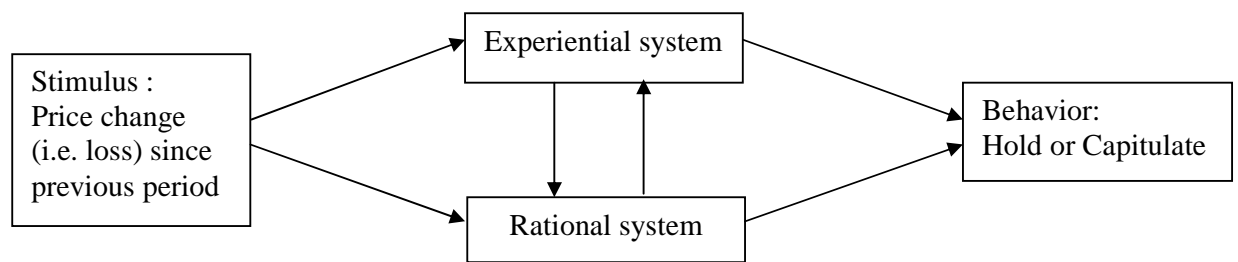 Experiential system
Stimulus :
Price change
(i.e. loss) since
previous period
Behavior:
Hold or Capitulate
Rational system